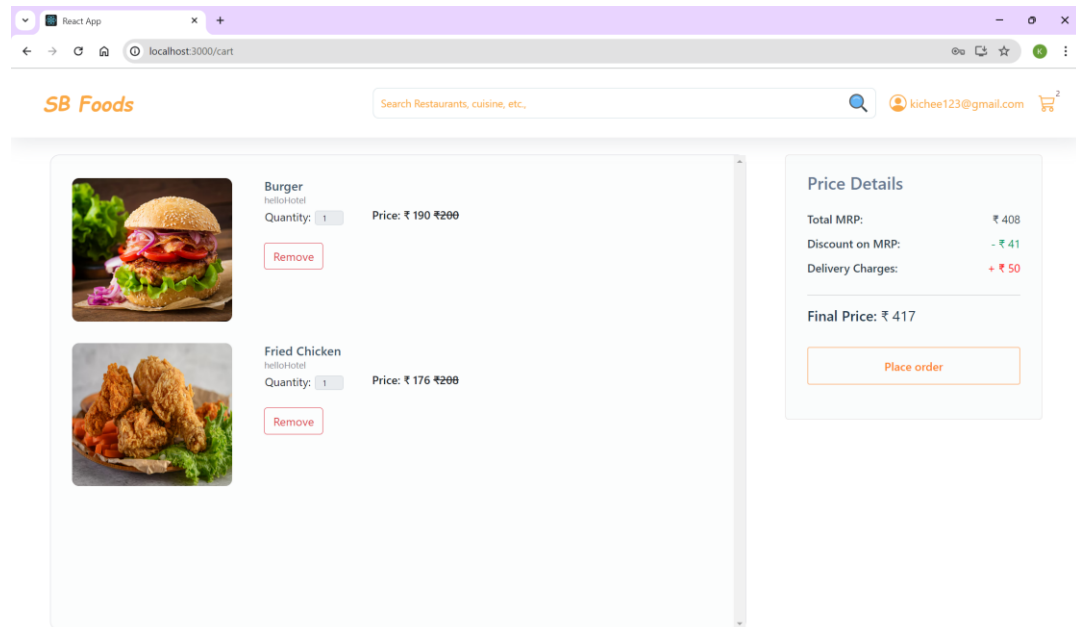 React App
localhost:3000/cart
K
SB Foods
Search Restaurants, cuisine, etc.,
kichee123@gmail.com
2
Burger
helloHotel
Quantity: 1
Price: ₹ 190 ₹200
Remove
Fried Chicken
helloHotel
Quantity: 1
Price: ₹ 176 ₹208
Remove
Price Details
Total MRP: ₹ 408
Discount on MRP: - ₹ 41
Delivery Charges: + ₹ 50
Final Price: ₹ 417
Place order